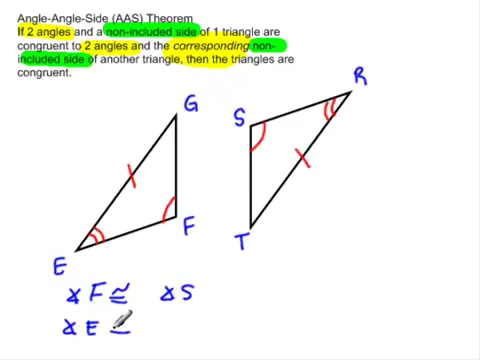 Angle-Angle-Side (AAS) Theorem
If 2 angles and a non-included side of 1 triangle are
congruent to 2 angles and the corresponding non-
included side of another triangle, then the triangles are
congruent.
R
G
S
F
T
E
∡ F ≅ ∡ S
∡ E ≅